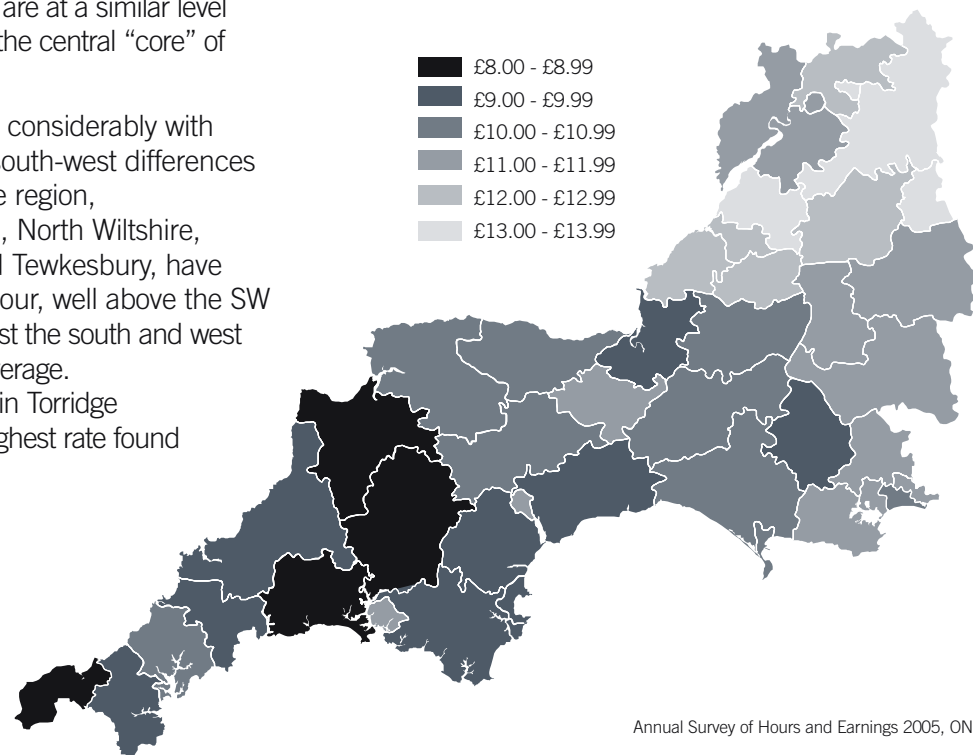 are at a similar level
the central “core” of
considerably with
south-west differences
region,
, North Wiltshire,
Tewkesbury, have
our, well above the SW
st the south and west
erage.
in Torridge
ghest rate found
£8.00 - £8.99
£9.00 - £9.99
£10.00 - £10.99
£11.00 - £11.99
£12.00 - £12.99
£13.00 - £13.99
Annual Survey of Hours and Earnings 2005, ON